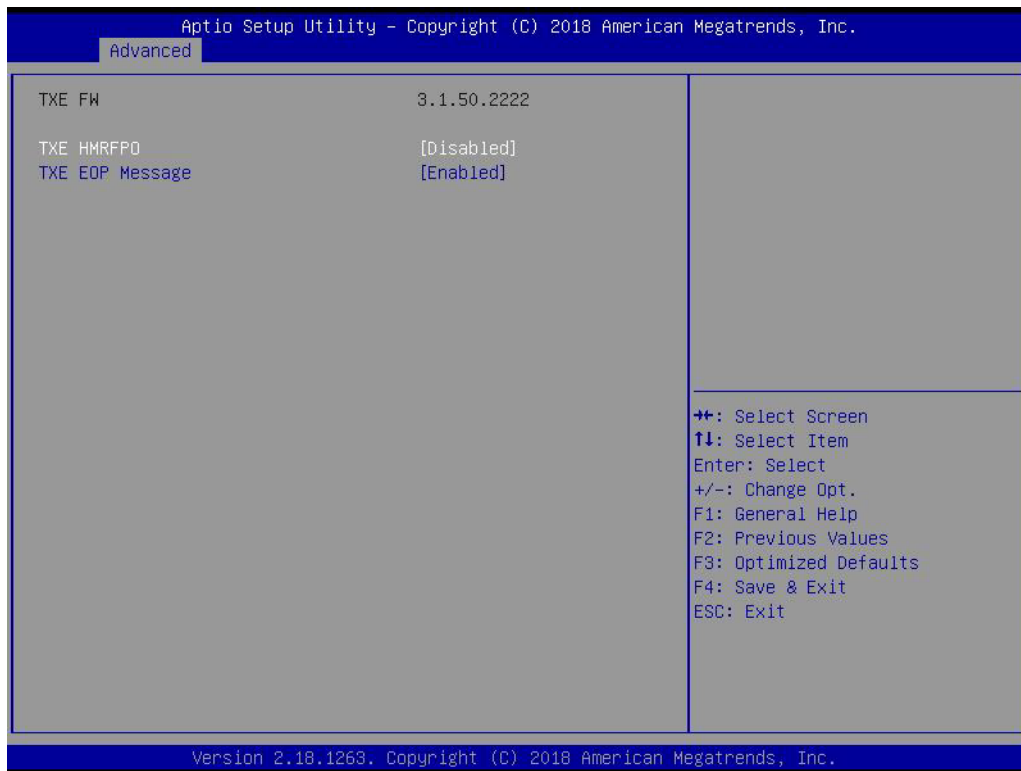 Aptio Setup Utility – Copyright (C) 2018 American Megatrends, Inc.
Advanced
TXE FW 3.1.50.2222
TXE HMRFPO [Disabled]
TXE EOP Message [Enabled]
→←: Select Screen
↑↓: Select Item
Enter: Select
+/-: Change Opt.
F1: General Help
F2: Previous Values
F3: Optimized Defaults
F4: Save & Exit
ESC: Exit
Version 2.18.1263. Copyright (C) 2018 American Megatrends, Inc.